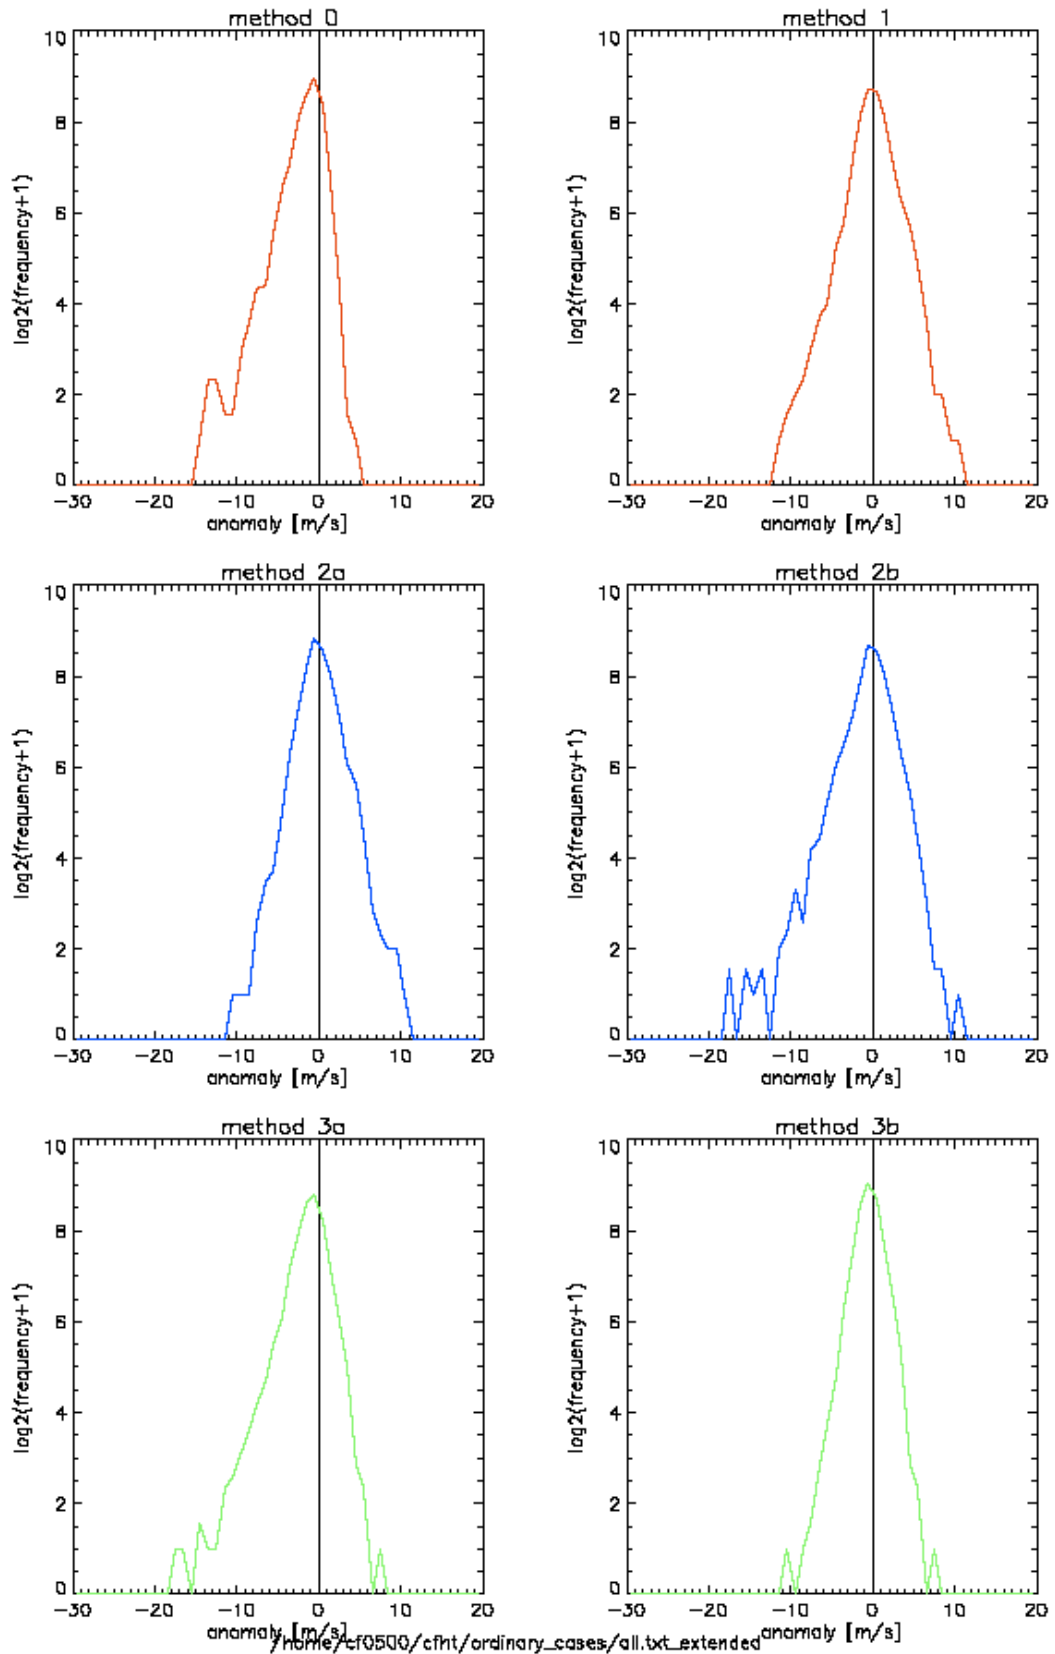 method 0
10
8
6
4
2
0
log2(frequency+1)
-30 -20 -10 0 10 20
anomaly [m/s]
method 1
10
8
6
4
2
0
log2(frequency+1)
-30 -20 -10 0 10 20
anomaly [m/s]
method 2a
10
8
6
4
2
0
log2(frequency+1)
-30 -20 -10 0 10 20
anomaly [m/s]
method 2b
10
8
6
4
2
0
log2(frequency+1)
-30 -20 -10 0 10 20
anomaly [m/s]
method 3a
10
8
6
4
2
0
log2(frequency+1)
-30 -20 -10 0 10 20
anomaly [m/s]
method 3b
10
8
6
4
2
0
log2(frequency+1)
-30 -20 -10 0 10 20
anomaly [m/s]
/home/cf0500/cfht/ordinary_cases/all.txt_extended